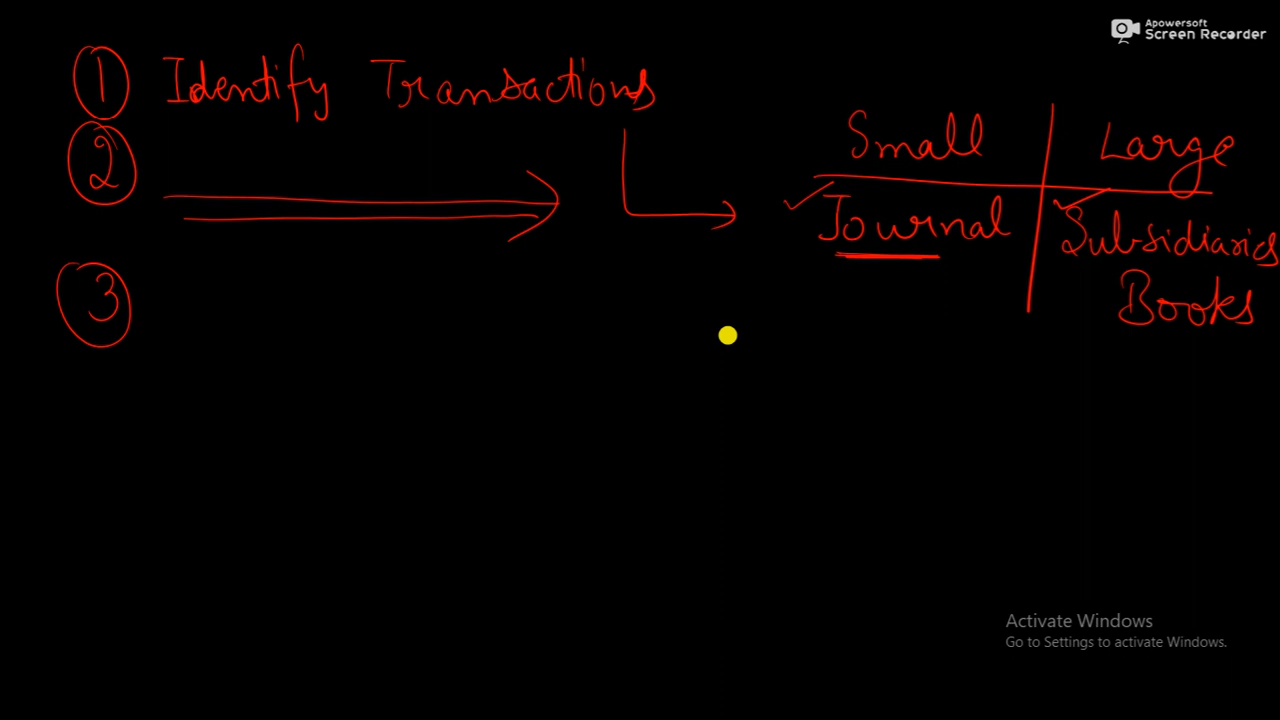 Apowersoft
Screen Recorder
① Identify Transactions
②
Small Large
Journal Subsidiaries
Books
③
Activate Windows
Go to Settings to activate Windows.